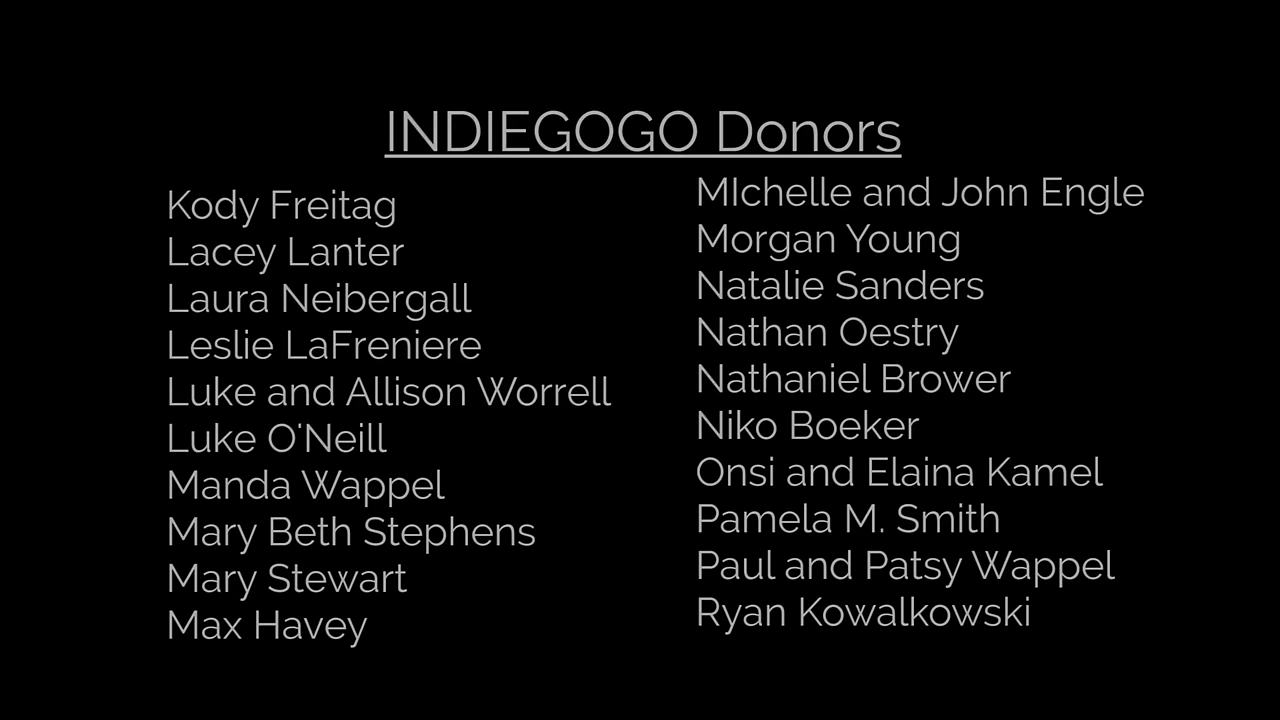 INDIEGOGO Donors
Kody Freitag
Lacey Lanter
Laura Neibergall
Leslie LaFreniere
Luke and Allison Worrell
Luke O'Neill
Manda Wappel
Mary Beth Stephens
Mary Stewart
Max Havey
MIchelle and John Engle
Morgan Young
Natalie Sanders
Nathan Oestry
Nathaniel Brower
Niko Boeker
Onsi and Elaina Kamel
Pamela M. Smith
Paul and Patsy Wappel
Ryan Kowalkowski